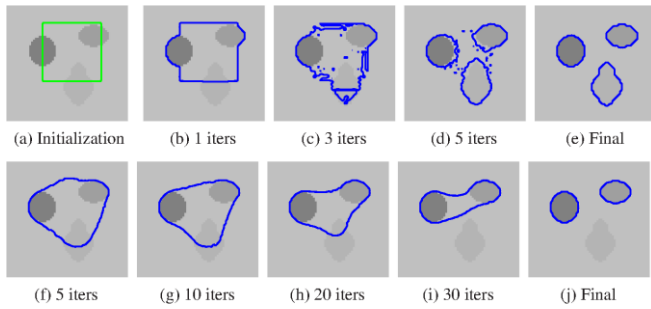 (a) Initialization (b) 1 iters (c) 3 iters (d) 5 iters (e) Final
(f) 5 iters (g) 10 iters (h) 20 iters (i) 30 iters (j) Final